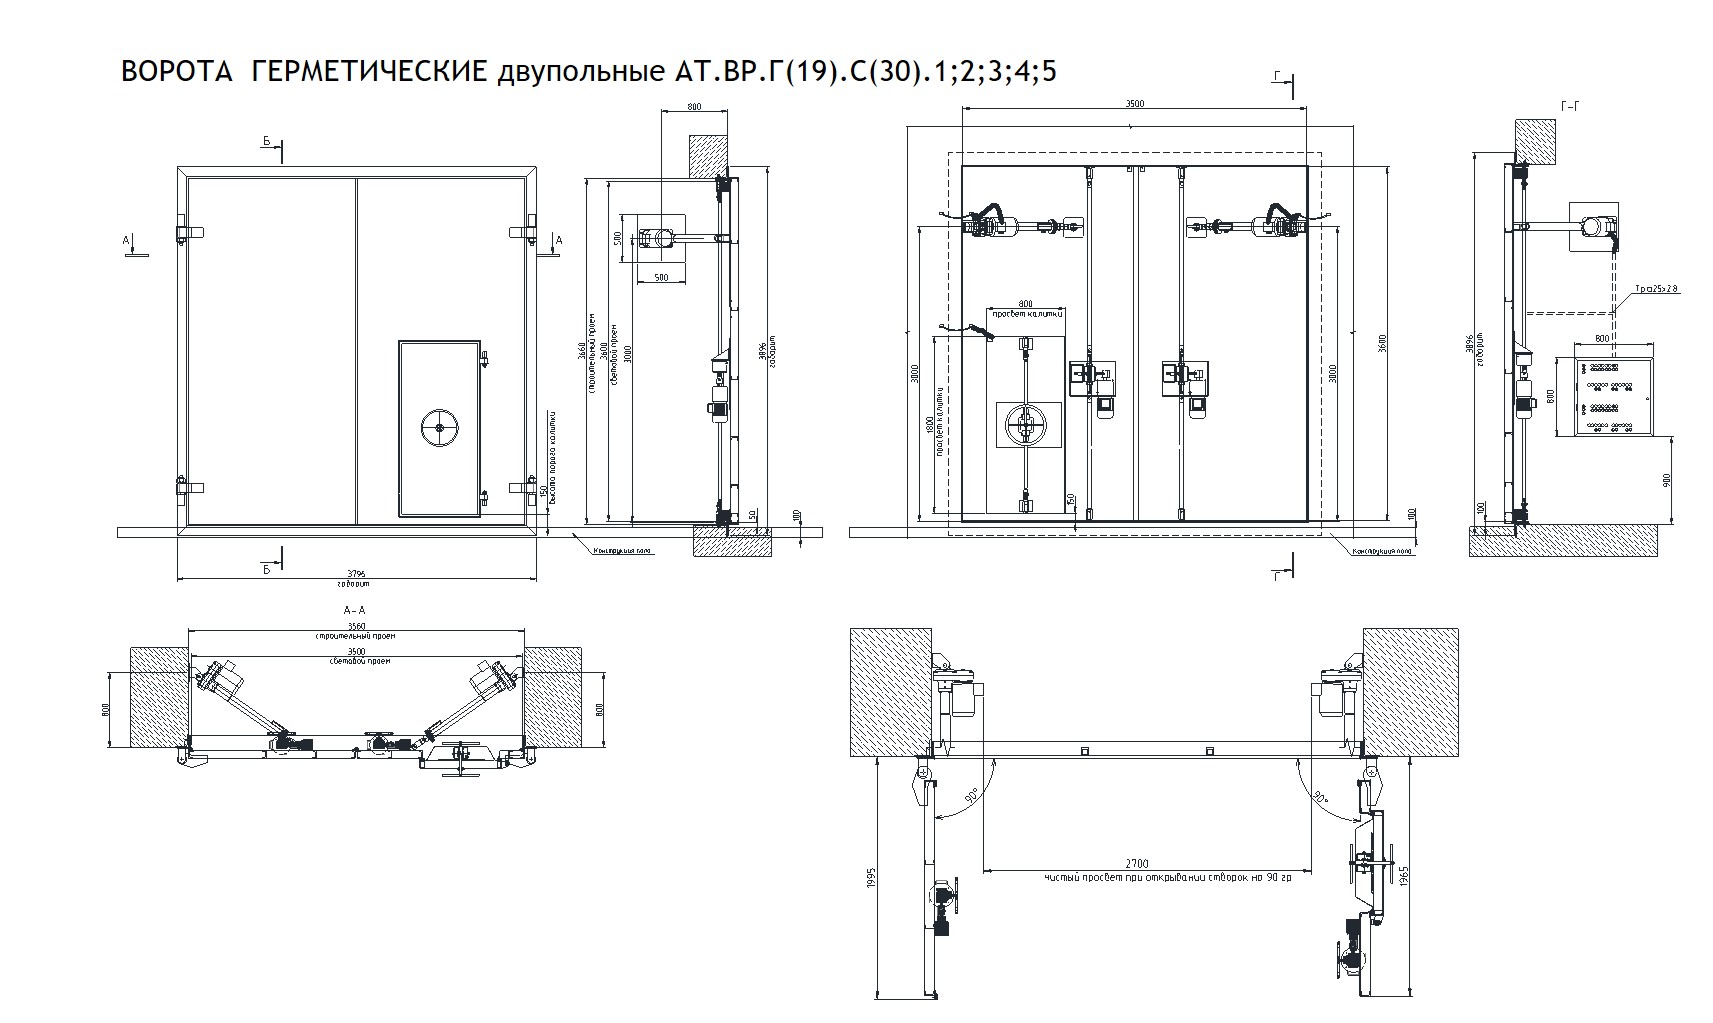 ВОРОТА ГЕРМЕТИЧЕСКИЕ двупольные АТ.ВР.Г(19).С(30).1;2;3;4;5
Б
А
А
Б
3796
габарит
150
высота порога калитки
800
500
500
3660
строительный проем
3600
световой проем
3000
3896
габарит
50
100
Конструкция пола
Г
3500
3000
800
просвет калитки
1800
просвет калитки
150
3000
3600
100
Конструкция пола
Г
Г-Г
3896
габарит
Тр ⌀25×2.8
800
800
900
100
А-А
3560
строительный проем
3500
световой проем
800
800
90°
90°
2700
чистый просвет при открывании створок на 90 гр
1995
1965